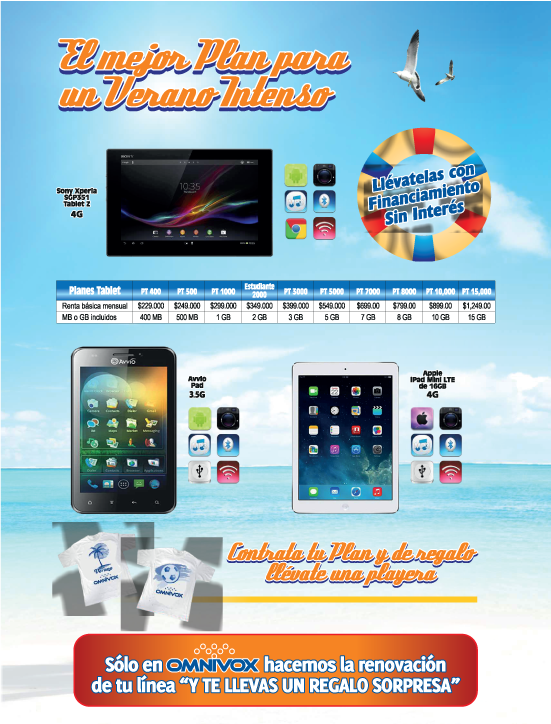 El mejor Plan para
un Verano Intenso
Sony Xperia
SGP351
Tablet Z
4G
SONY
10:35
Llévatelas con
Financiamiento
Sin Interés
Planes Tablet PT 400 PT 500 PT 1000 Estudiante 2000 PT 3000 PT 5000 PT 7000 PT 8000 PT 10,000 PT 15,000
Renta básica mensual $229.000 $249.000 $299.000 $349.000 $399.000 $549.000 $699.00 $799.00 $899.00 $1,249.00
MB o GB incluidos 400 MB 500 MB 1 GB 2 GB 3 GB 5 GB 7 GB 8 GB 10 GB 15 GB
Avvio
Avvio
Pad
3.5G
Apple
IPad Mini LTE
de 16GB
4G
Contrata tu Plan y de regalo
llévate una playera
OMNIVOX
OMNIVOX
Sólo en OMNIVOX hacemos la renovación
de tu línea “Y TE LLEVAS UN REGALO SORPRESA”